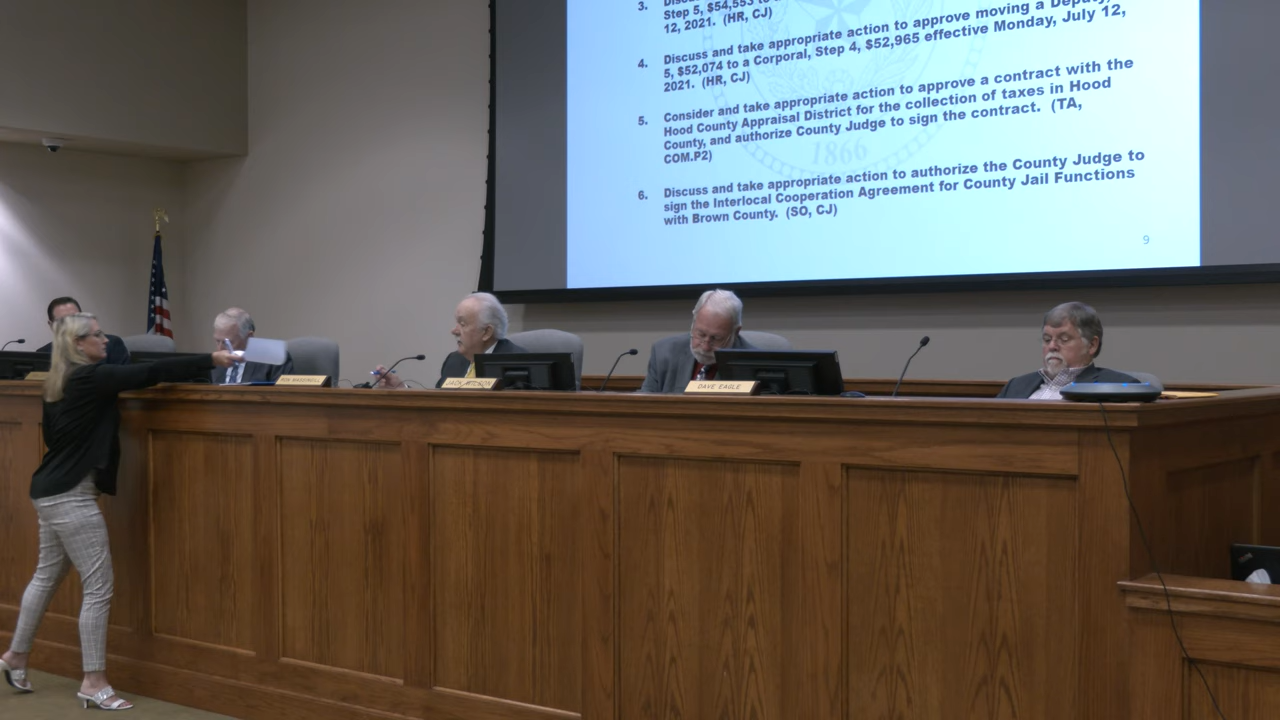 3. Discuss
Step 5, $54,553 to a
12, 2021. (HR, CJ)
4. Discuss and take appropriate action to approve moving a Deputy,
5, $52,074 to a Corporal, Step 4, $52,965 effective Monday, July 12,
2021. (HR, CJ)
5. Consider and take appropriate action to approve a contract with the
Hood County Appraisal District for the collection of taxes in Hood
County, and authorize County Judge to sign the contract. (TA,
COM.P2)
1866
6. Discuss and take appropriate action to authorize the County Judge to
sign the Interlocal Cooperation Agreement for County Jail Functions
with Brown County. (SO, CJ)
9
JACK WILSON
DAVE EAGLE